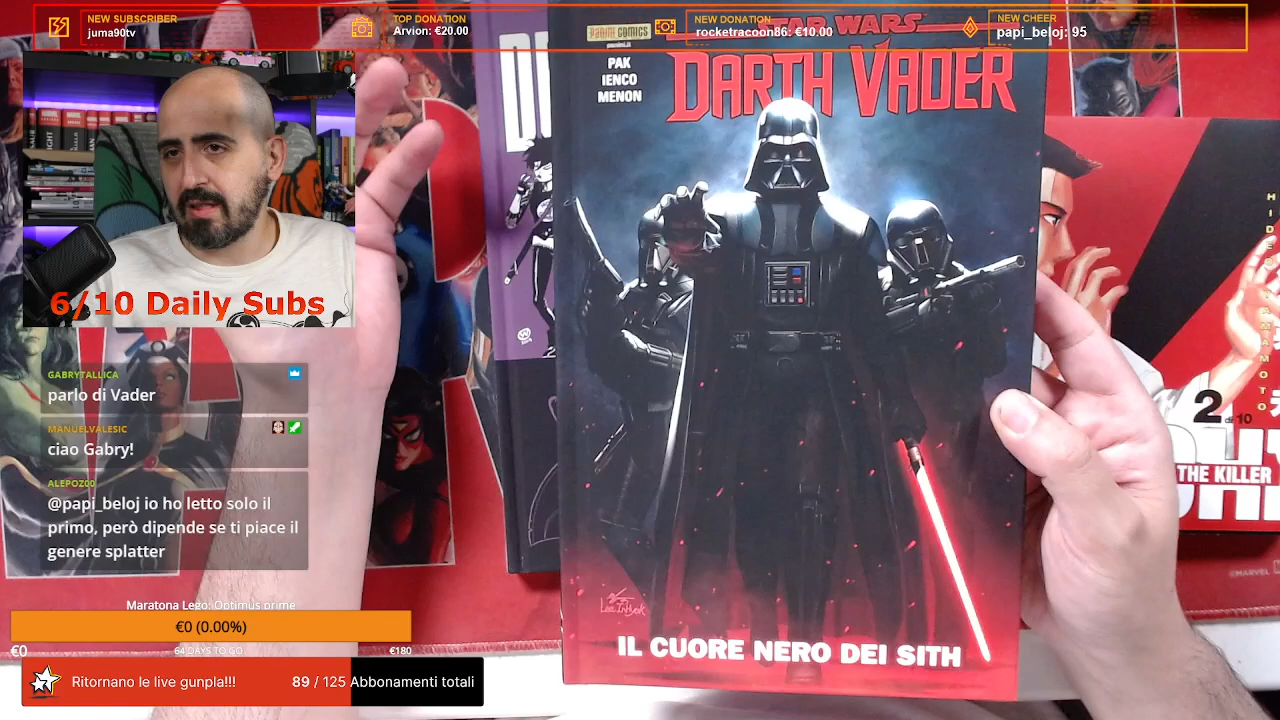 NEW SUBSCRIBER
juma90tv
TOP DONATION
Arvion: €20.00
NEW DONATION
rocketracoon86: €10.00
NEW CHEER
papi_beloj: 95
PANINI COMICS
STAR WARS
DARTH VADER
PAK
IENCO
MENON
6/10 Daily Subs
GABRYTALLICA
parlo di Vader
MANUELVALESIC
ciao Gabry!
ALEPOZ00
@papi_beloj io ho letto solo il
primo, però dipende se ti piace il
genere splatter
2 di 10
THE KILLER
©MARVEL
Maratona Lego: Optimus prime
€0 (0.00%)
€0
64 DAYS TO GO
€180
Ritornano le live gunpla!!!
89 / 125 Abbonamenti totali
IL CUORE NERO DEI SITH